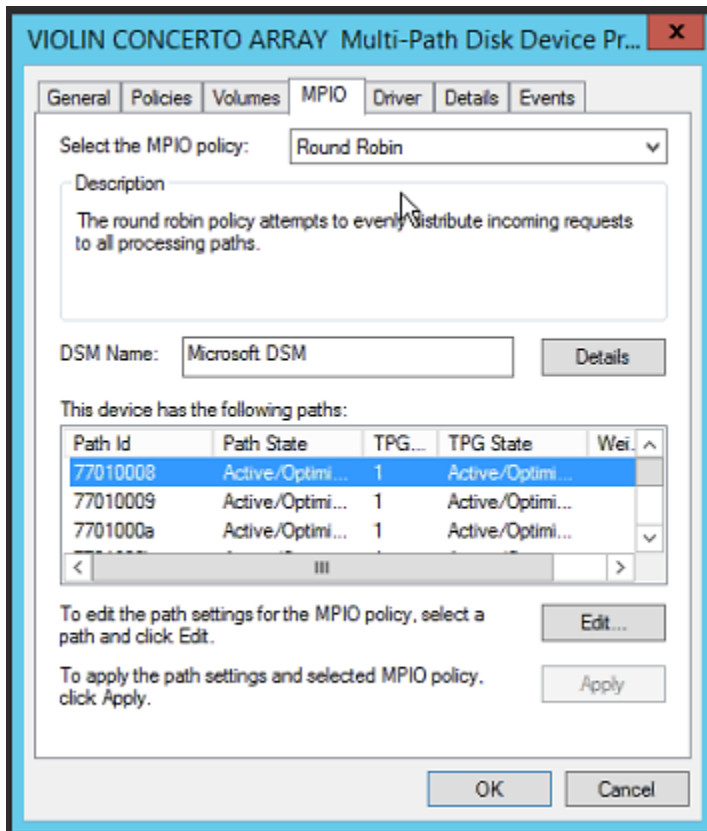 VIOLIN CONCERTO ARRAY Multi-Path Disk Device Pr...
General Policies Volumes MPIO Driver Details Events
Select the MPIO policy: Round Robin
Description
The round robin policy attempts to evenly distribute incoming requests
to all processing paths.
DSM Name: Microsoft DSM Details
This device has the following paths:
Path Id Path State TPG... TPG State Wei.
77010008 Active/Optimi... 1 Active/Optimi...
77010009 Active/Optimi... 1 Active/Optimi...
7701000a Active/Optimi... 1 Active/Optimi...
To edit the path settings for the MPIO policy, select a
path and click Edit.
Edit...
To apply the path settings and selected MPIO policy,
click Apply.
Apply
OK Cancel